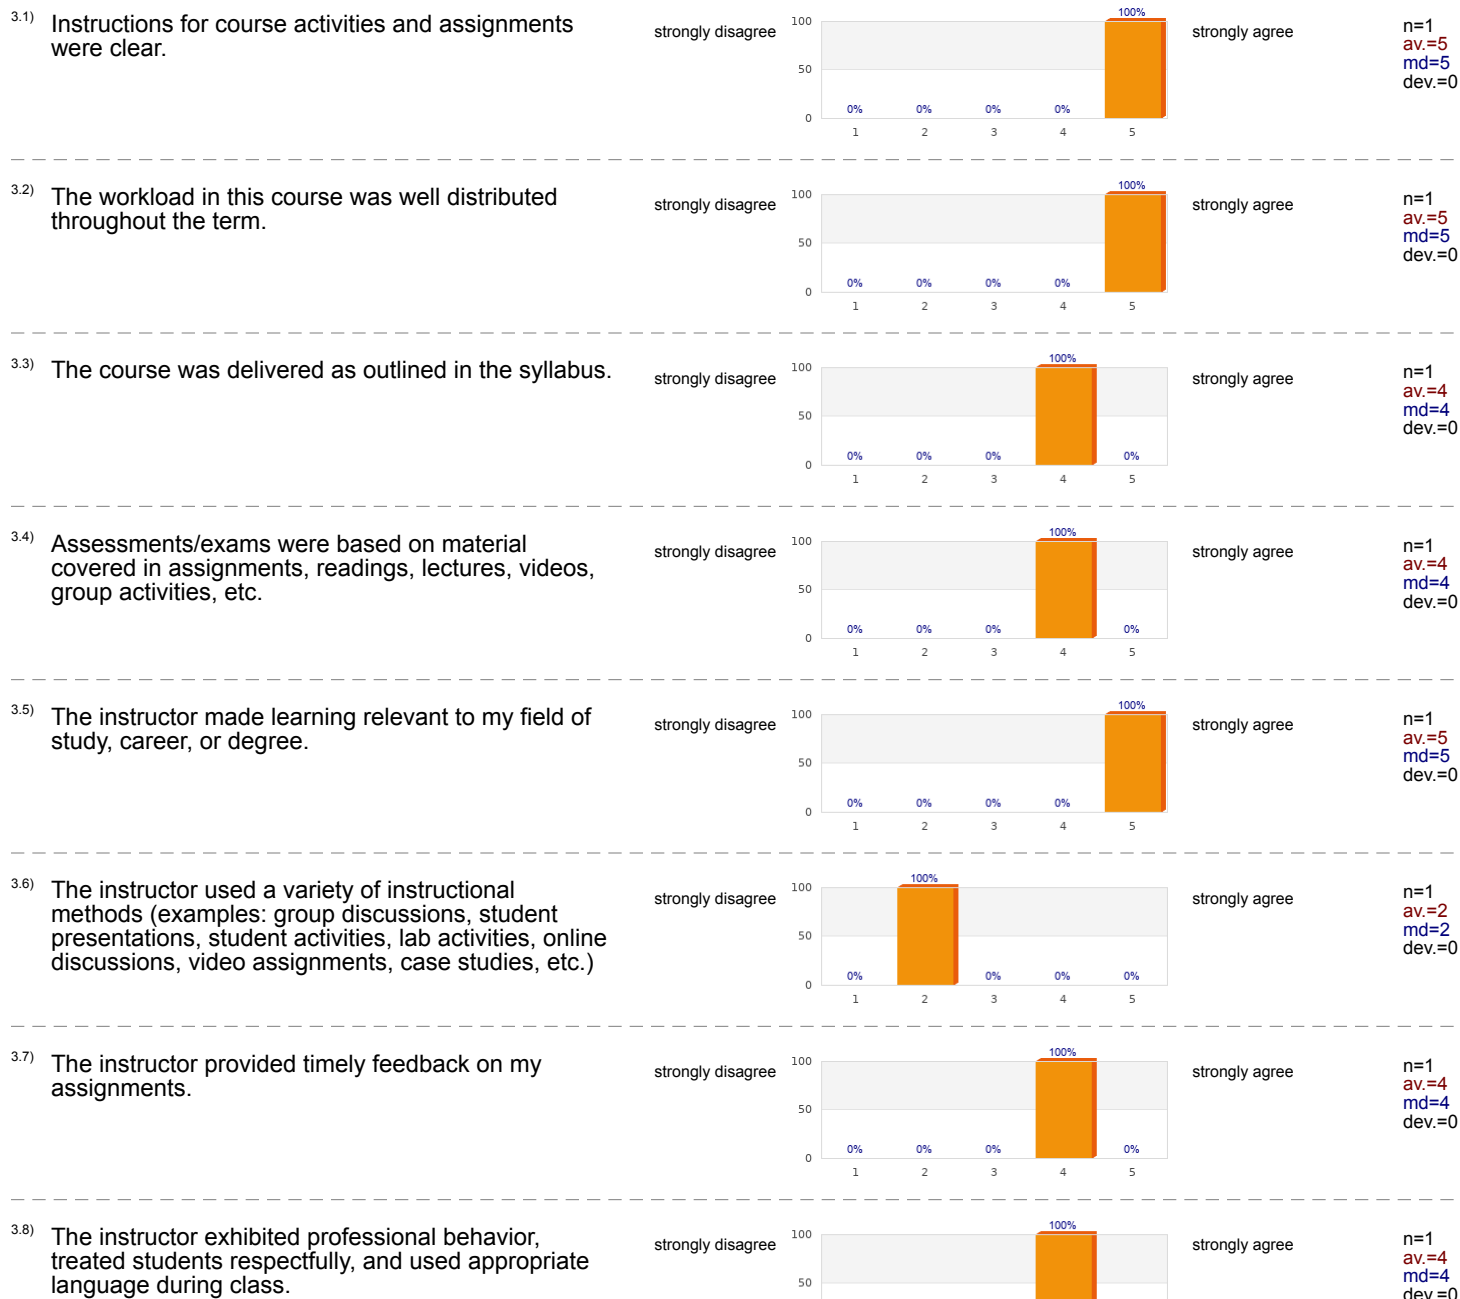 3.1) Instructions for course activities and assignments
were clear.
strongly disagree
100
50
0
100%
0% 0% 0% 0%
1 2 3 4 5
strongly agree
n=1
av.=5
md=5
dev.=0
3.2) The workload in this course was well distributed
throughout the term.
strongly disagree
100
50
0
100%
0% 0% 0% 0%
1 2 3 4 5
strongly agree
n=1
av.=5
md=5
dev.=0
3.3) The course was delivered as outlined in the syllabus.
strongly disagree
100
50
0
100%
0% 0% 0% 0%
1 2 3 4 5
strongly agree
n=1
av.=4
md=4
dev.=0
3.4) Assessments/exams were based on material
covered in assignments, readings, lectures, videos,
group activities, etc.
strongly disagree
100
50
0
100%
0% 0% 0% 0%
1 2 3 4 5
strongly agree
n=1
av.=4
md=4
dev.=0
3.5) The instructor made learning relevant to my field of
study, career, or degree.
strongly disagree
100
50
0
100%
0% 0% 0% 0%
1 2 3 4 5
strongly agree
n=1
av.=5
md=5
dev.=0
3.6) The instructor used a variety of instructional
methods (examples: group discussions, student
presentations, student activities, lab activities, online
discussions, video assignments, case studies, etc.)
strongly disagree
100
50
0
100%
0% 0% 0% 0%
1 2 3 4 5
strongly agree
n=1
av.=2
md=2
dev.=0
3.7) The instructor provided timely feedback on my
assignments.
strongly disagree
100
50
0
100%
0% 0% 0% 0%
1 2 3 4 5
strongly agree
n=1
av.=4
md=4
dev.=0
3.8) The instructor exhibited professional behavior,
treated students respectfully, and used appropriate
language during class.
strongly disagree
100
50
100%
strongly agree
n=1
av.=4
md=4
dev.=0